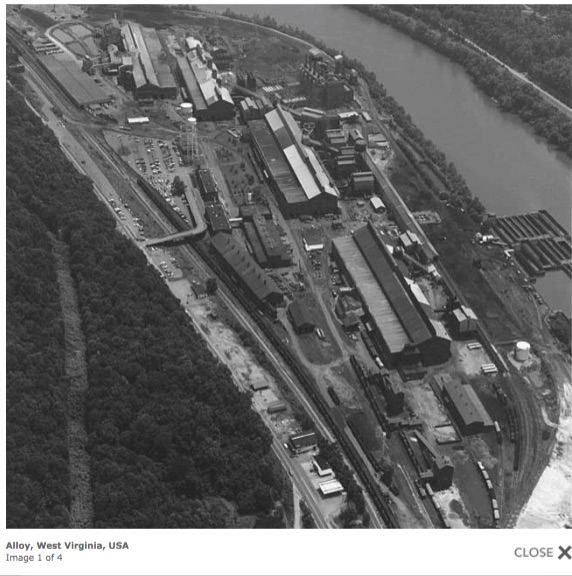 Alloy, West Virginia, USA
Image 1 of 4
CLOSE X